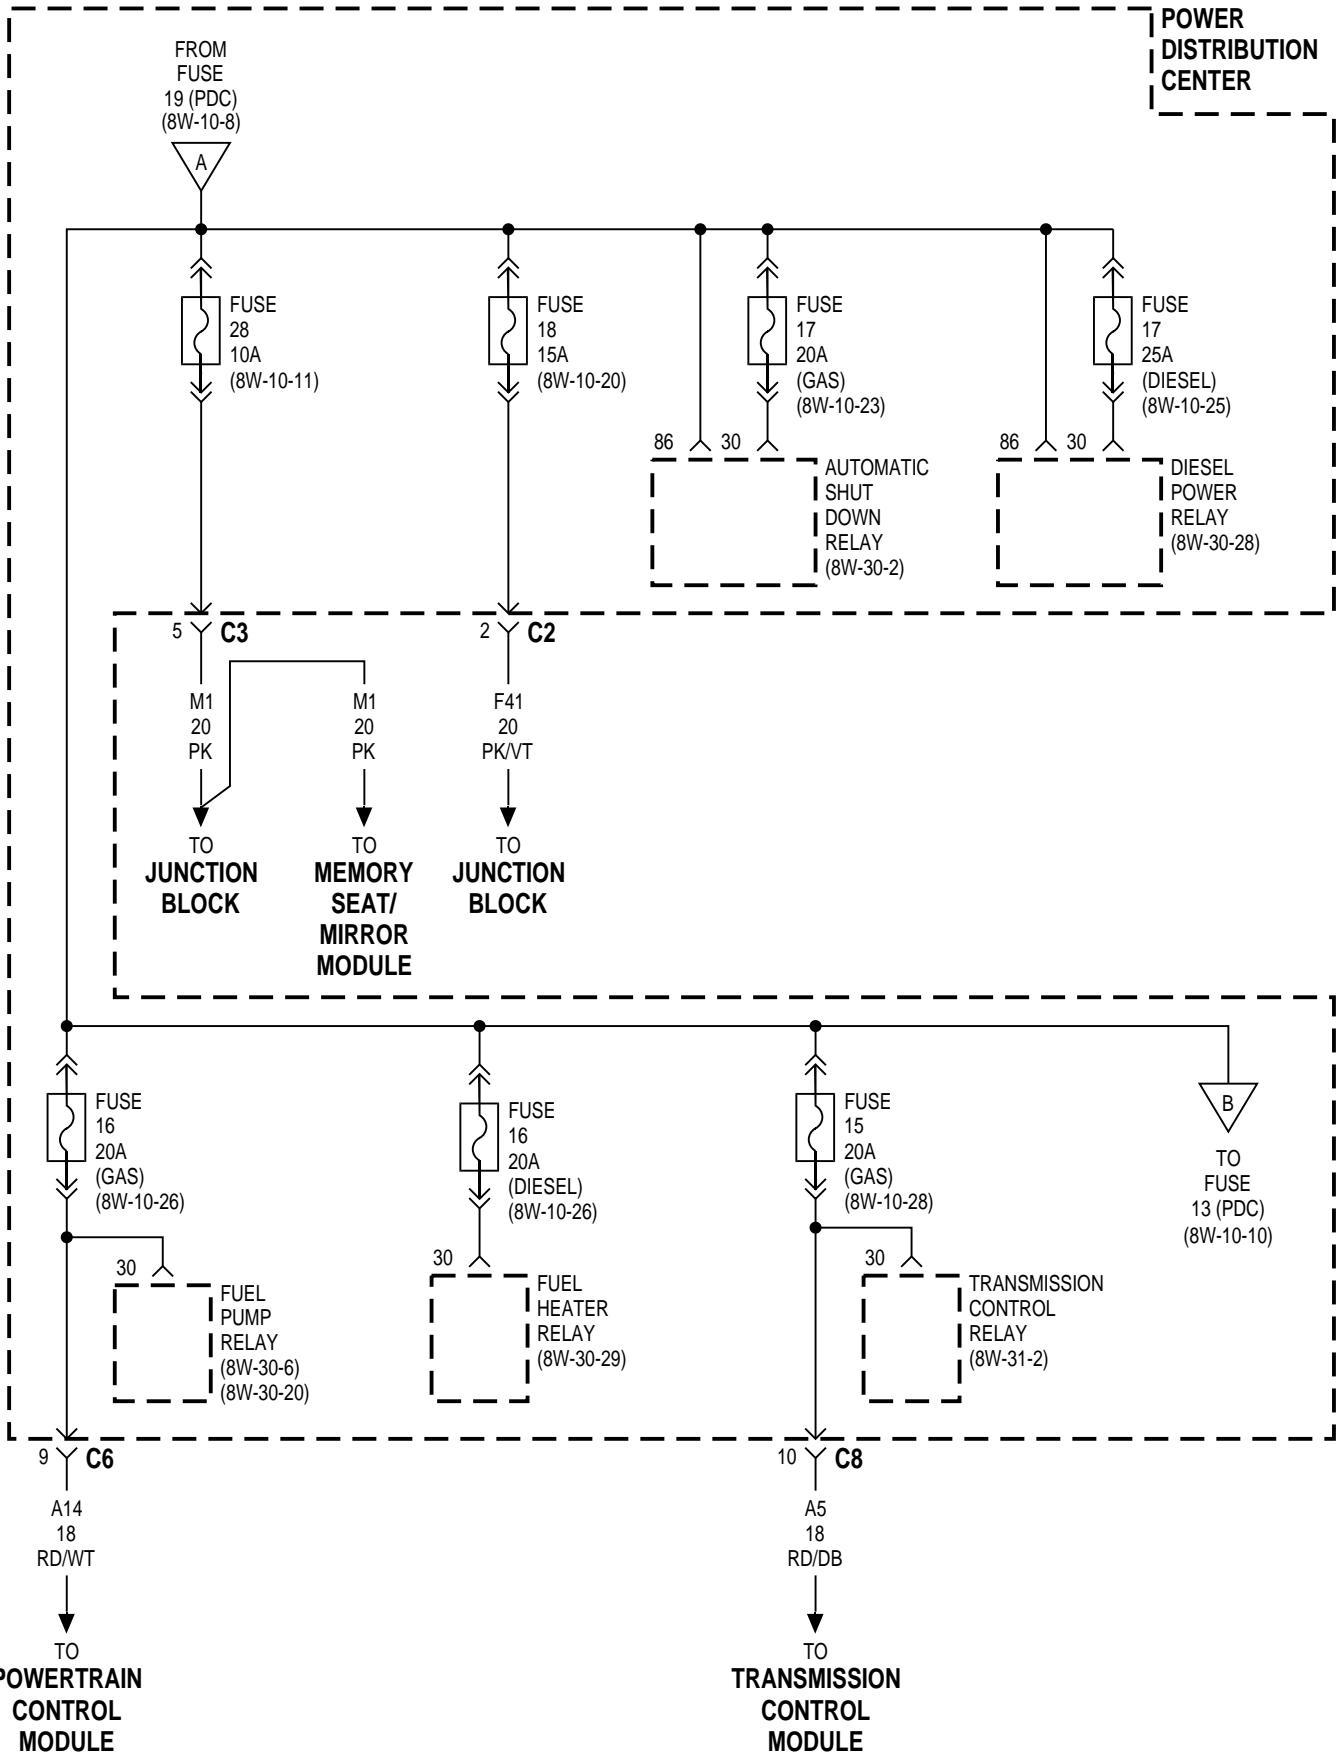 POWER
DISTRIBUTION
CENTER
FROM
FUSE
19 (PDC)
(8W-10-8)
A
FUSE
28
10A
(8W-10-11)
FUSE
18
15A
(8W-10-20)
FUSE
17
20A
(GAS)
(8W-10-23)
FUSE
17
25A
(DIESEL)
(8W-10-25)
86
30
AUTOMATIC
SHUT
DOWN
RELAY
(8W-30-2)
86
30
DIESEL
POWER
RELAY
(8W-30-28)
5
C3
2
C2
M1
20
PK
M1
20
PK
F41
20
PK/VT
TO
JUNCTION
BLOCK
TO
MEMORY
SEAT/
MIRROR
MODULE
TO
JUNCTION
BLOCK
FUSE
16
20A
(GAS)
(8W-10-26)
FUSE
16
20A
(DIESEL)
(8W-10-26)
FUSE
15
20A
(GAS)
(8W-10-28)
B
TO
FUSE
13 (PDC)
(8W-10-10)
30
FUEL
PUMP
RELAY
(8W-30-6)
(8W-30-20)
30
FUEL
HEATER
RELAY
(8W-30-29)
30
TRANSMISSION
CONTROL
RELAY
(8W-31-2)
9
C6
10
C8
A14
18
RD/WT
A5
18
RD/DB
TO
POWERTRAIN
CONTROL
MODULE
TO
TRANSMISSION
CONTROL
MODULE